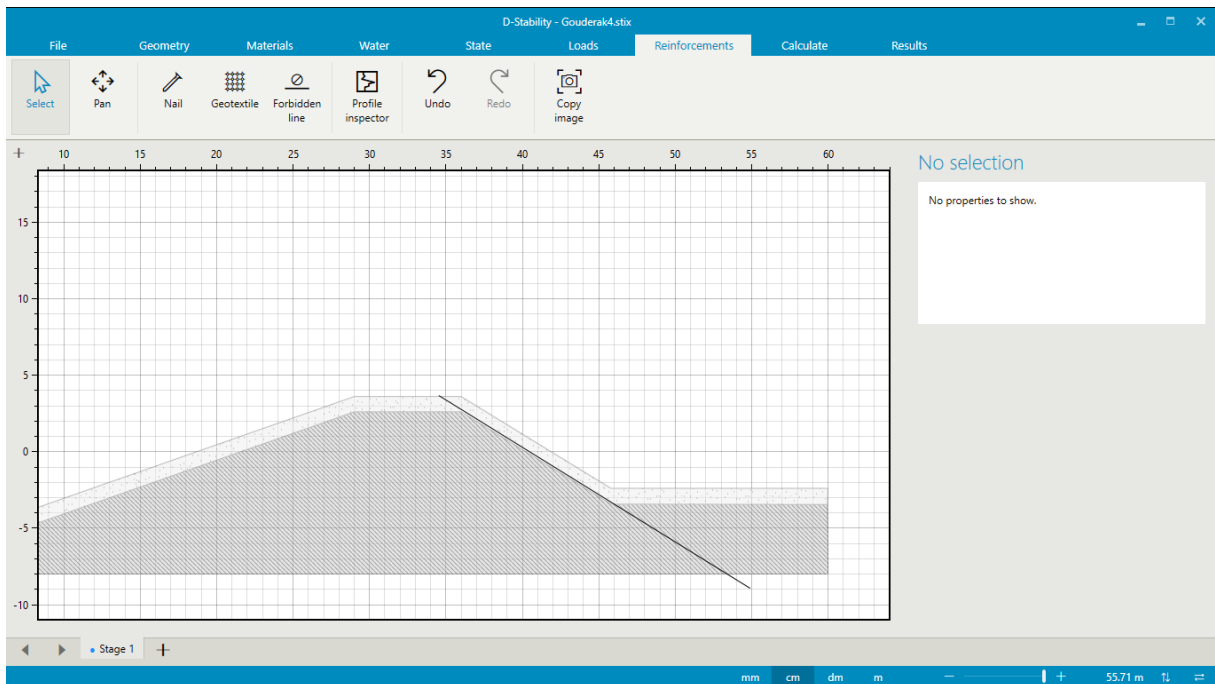 D-Stability - Gouderak4.stix
File Geometry Materials Water State Loads Reinforcements Calculate Results
Select Pan Nail Geotextile Forbidden line Profile inspector Undo Redo Copy image
10 15 20 25 30 35 40 45 50 55 60
No selection
No properties to show.
15
10
5
0
-5
-10
Stage 1
mm cm dm m 55.71 m